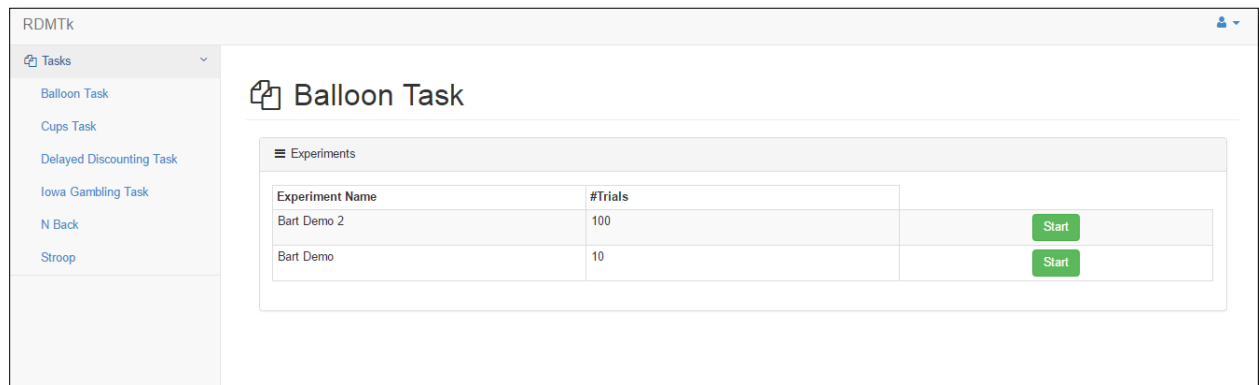 RDMTk
Tasks
Balloon Task
Cups Task
Delayed Discounting Task
Iowa Gambling Task
N Back
Stroop
Balloon Task
Experiments
Experiment Name #Trials
Bart Demo 2 100 Start
Bart Demo 10 Start